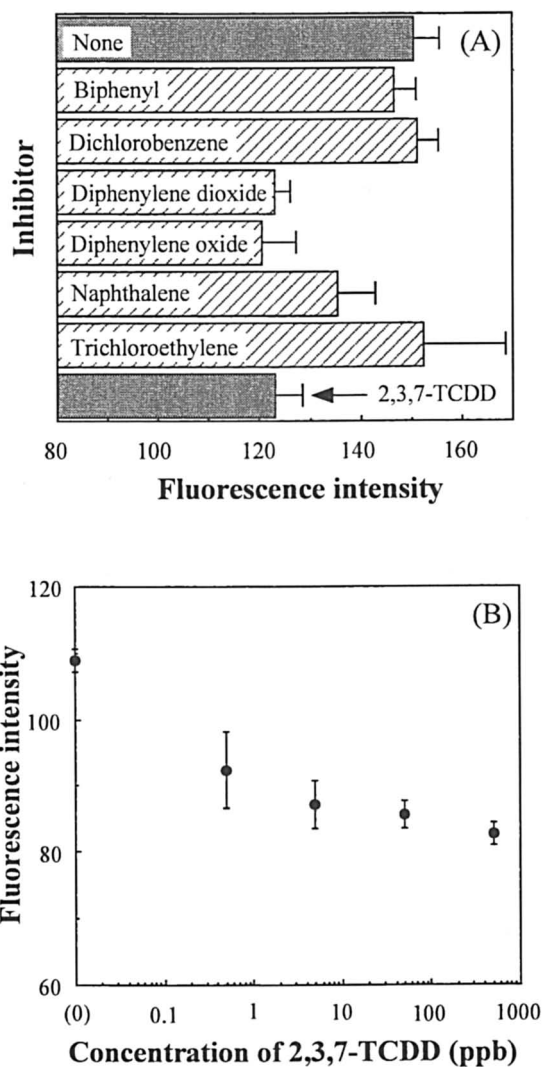 (A)
None
Biphenyl
Dichlorobenzene
Diphenylene dioxide
Diphenylene oxide
Naphthalene
Trichloroethylene
2,3,7-TCDD
Inhibitor
80 100 120 140 160
Fluorescence intensity
(B)
120
100
80
60
Fluorescence intensity
(0) 0.1 1 10 100 1000
Concentration of 2,3,7-TCDD (ppb)